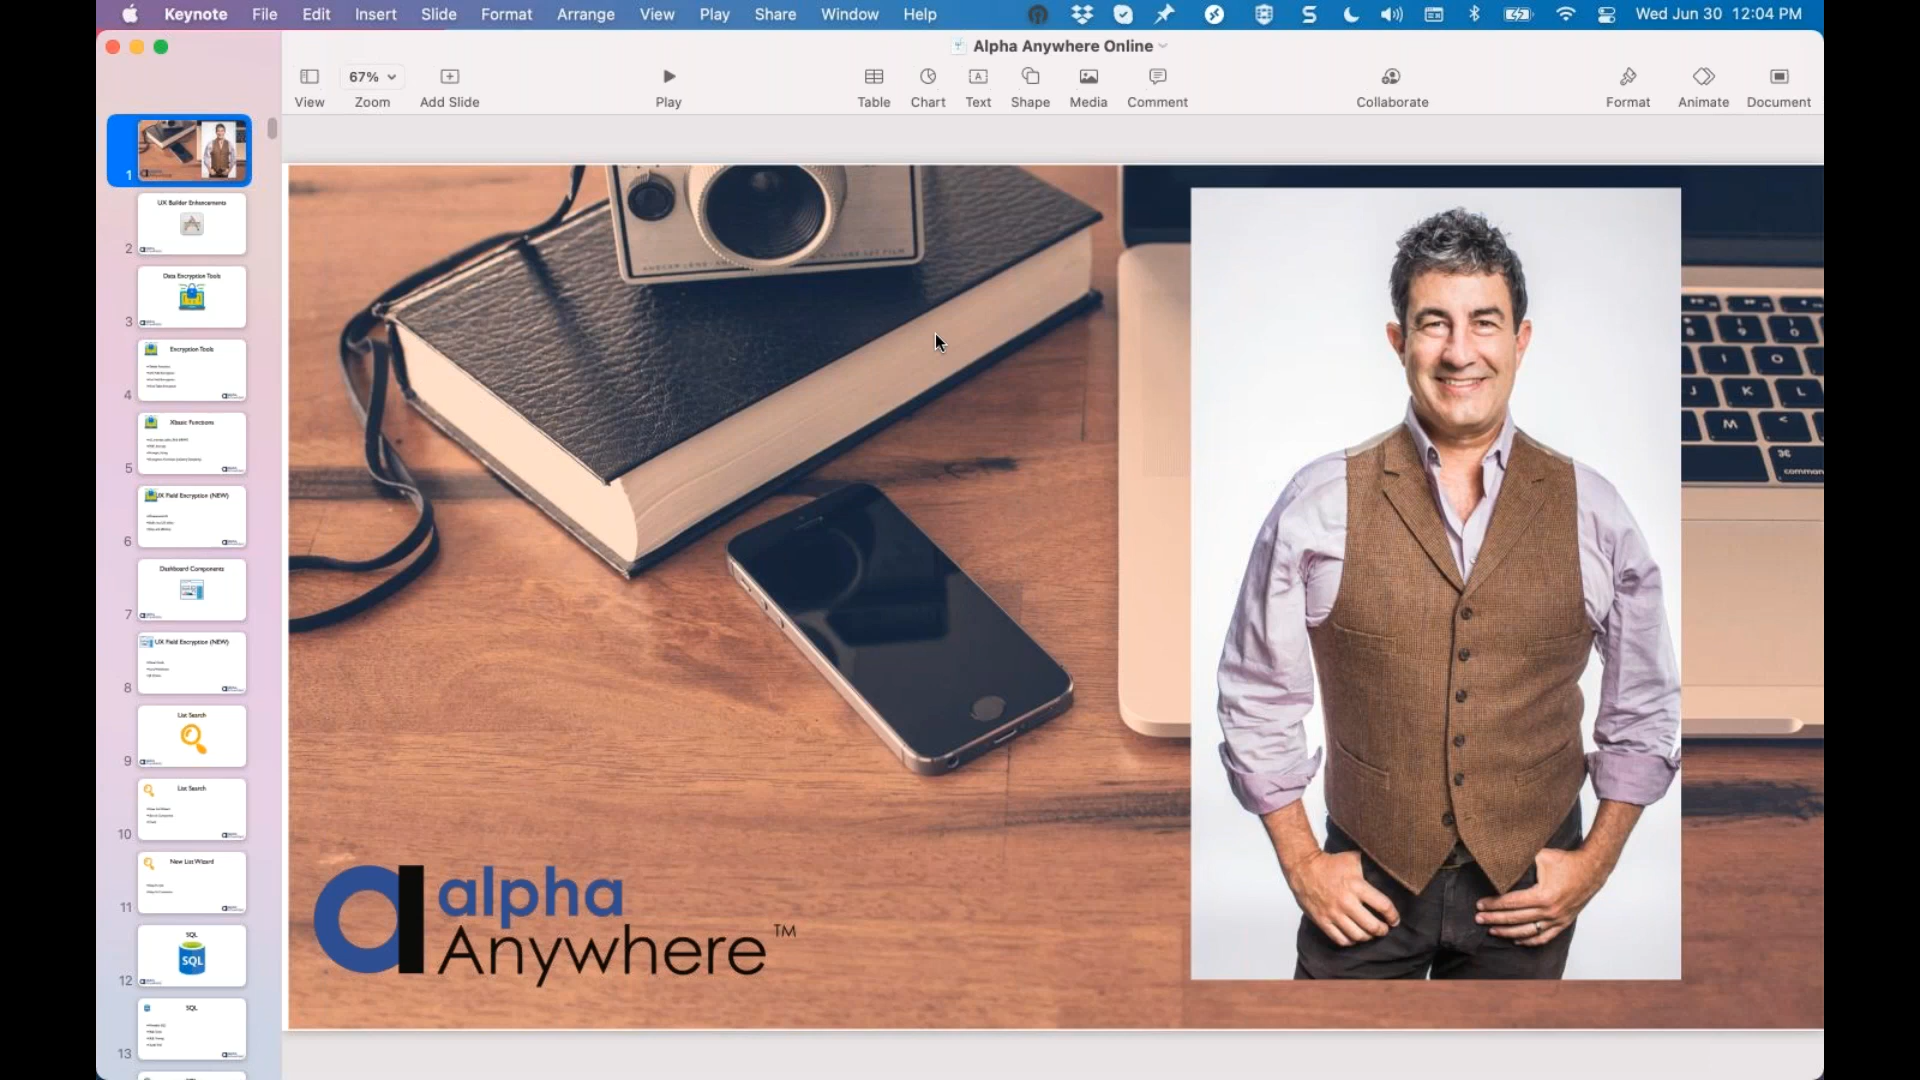 Keynote File Edit Insert Slide Format Arrange View Play Share Window Help Wed Jun 30 12:04 PM
Alpha Anywhere Online
67%
View Zoom Add Slide Play Table Chart Text Shape Media Comment Collaborate Format Animate Document
1
UX Builder Enhancements
2
Data Encryption Tools
3
Encryption Tools
4
Xbasic Functions
5
UX Field Encryption (NEW)
6
Dashboard Components
7
UX Field Encryption (NEW)
8
List Search
9
List Search
10
New List Wizard
11
SQL
SQL
12
SQL
13
alpha
Anywhere™
8 9 0
I O
J K L
M <
⌘